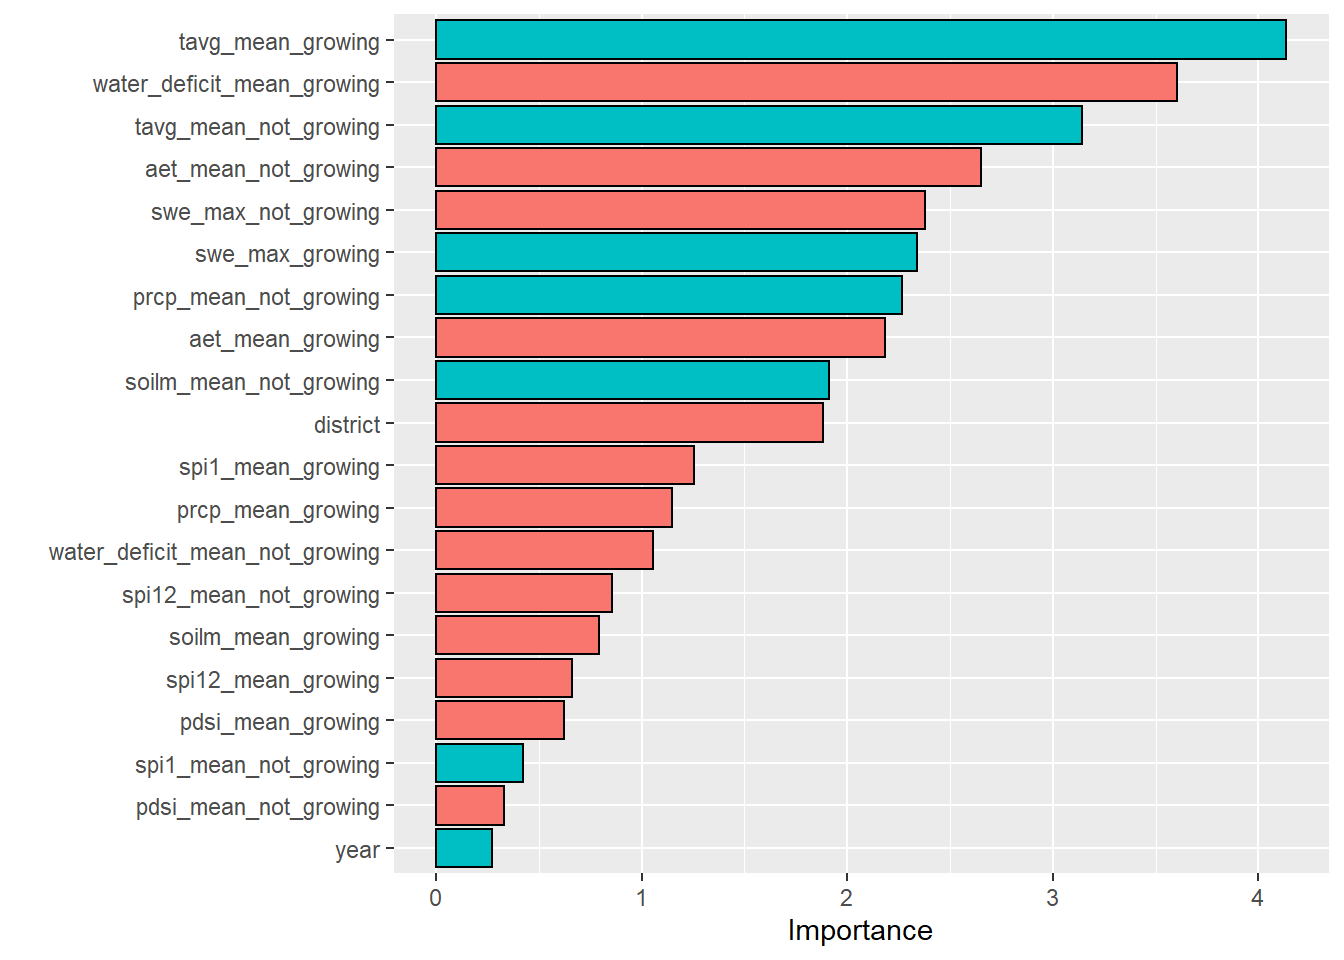 tavg_mean_growing
water_deficit_mean_growing
tavg_mean_not_growing
aet_mean_not_growing
swe_max_not_growing
swe_max_growing
prcp_mean_not_growing
aet_mean_growing
soilm_mean_not_growing
district
spi1_mean_growing
prcp_mean_growing
water_deficit_mean_not_growing
spi12_mean_not_growing
soilm_mean_growing
spi12_mean_growing
pdsi_mean_growing
spi1_mean_not_growing
pdsi_mean_not_growing
year
0 1 2 3 4
Importance